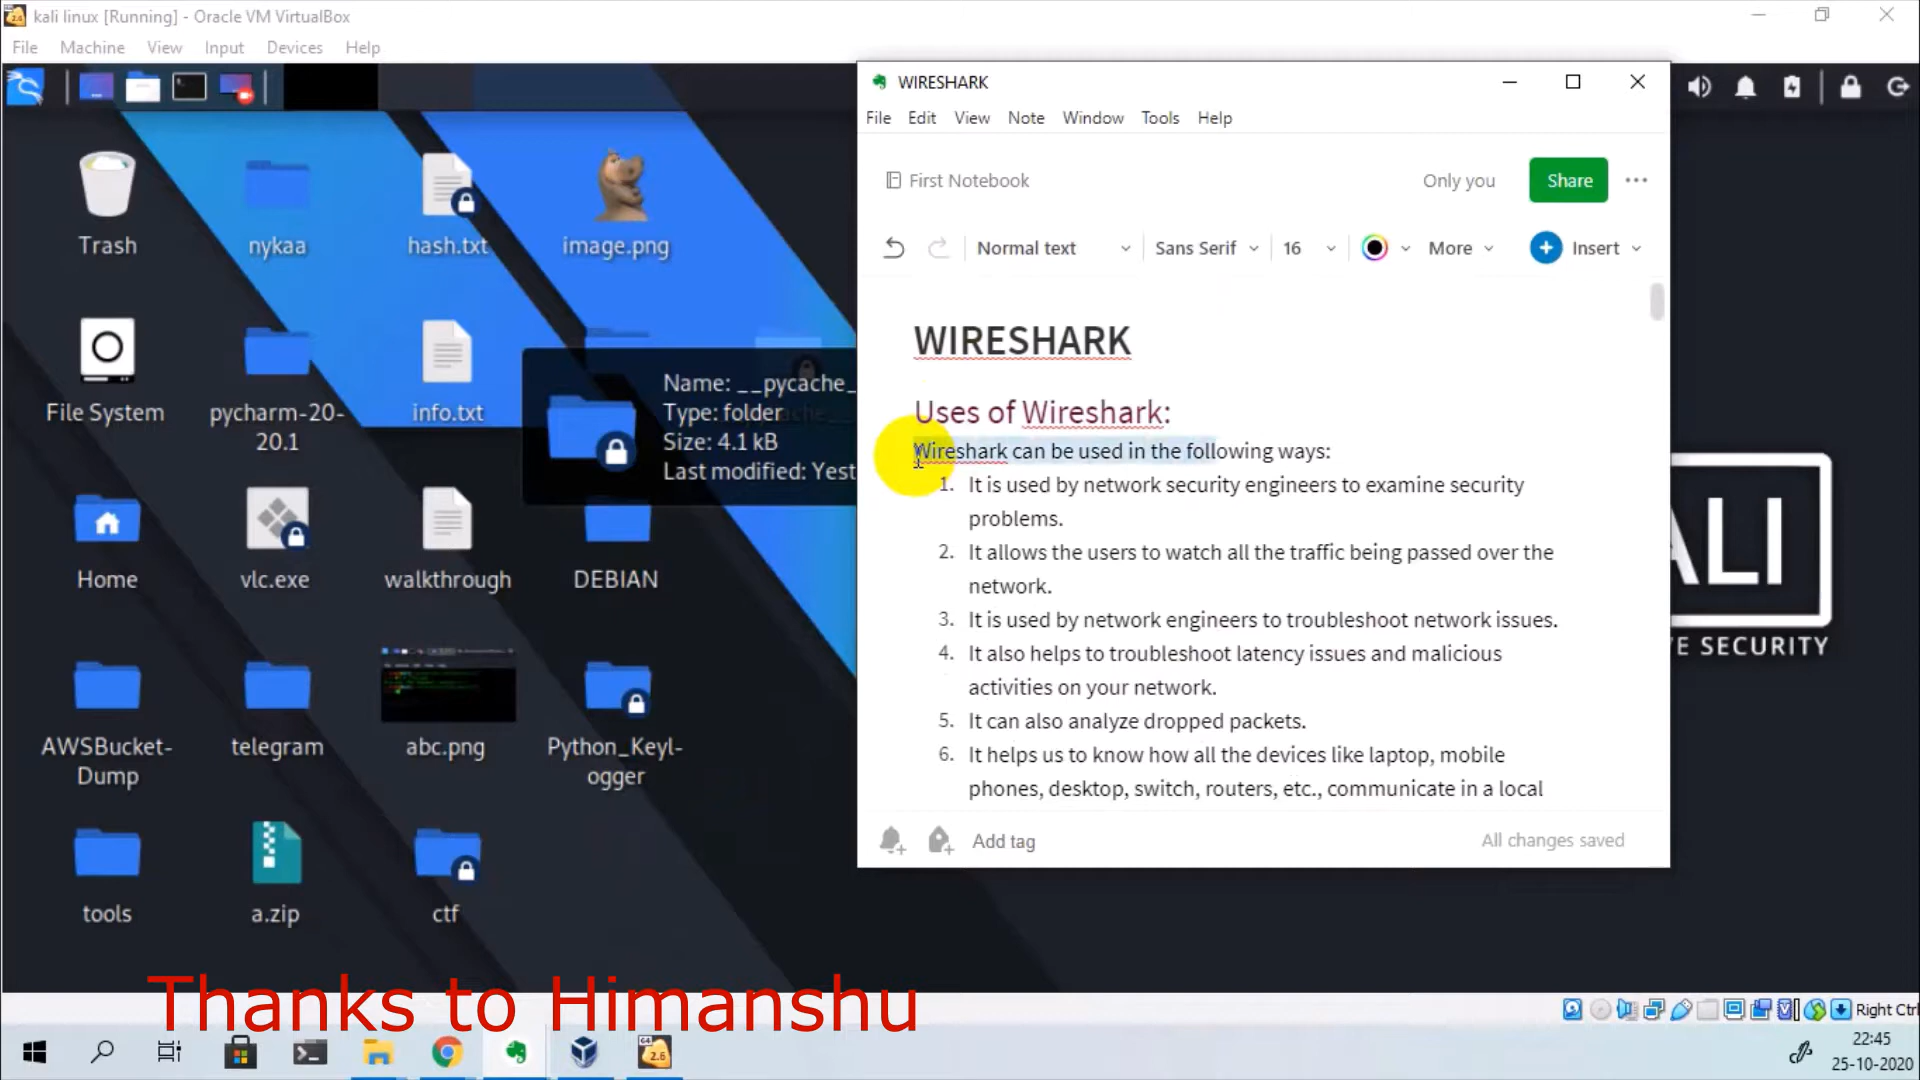 kali linux [Running] - Oracle VM VirtualBox
File Machine View Input Devices Help
Trash
nykaa
hash.txt
image.png
File System
pycharm-20-
20.1
info.txt
Name: __pycache_
Type: folder
Size: 4.1 kB
Last modified: Yest
Home
vlc.exe
walkthrough
DEBIAN
AWSBucket-
Dump
telegram
abc.png
Python_Keyl-
ogger
tools
a.zip
ctf
WIRESHARK
File Edit View Note Window Tools Help
First Notebook
Only you
Share
Normal text
Sans Serif
16
More
Insert
WIRESHARK
Uses of Wireshark:
Wireshark can be used in the following ways:
1. It is used by network security engineers to examine security
problems.
2. It allows the users to watch all the traffic being passed over the
network.
3. It is used by network engineers to troubleshoot network issues.
4. It also helps to troubleshoot latency issues and malicious
activities on your network.
5. It can also analyze dropped packets.
6. It helps us to know how all the devices like laptop, mobile
phones, desktop, switch, routers, etc., communicate in a local
Add tag
All changes saved
ALI
E SECURITY
Thanks to Himanshu
Right Ctrl
64
2.6
22:45
25-10-2020